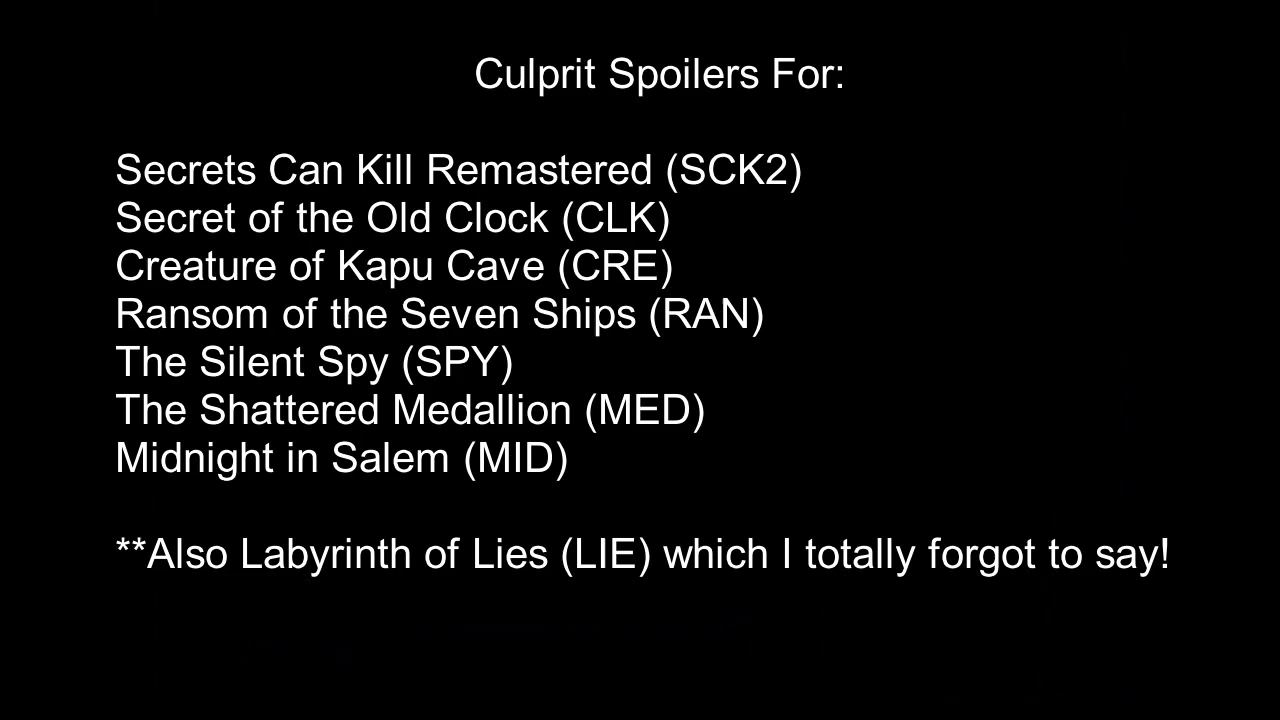 Culprit Spoilers For:
Secrets Can Kill Remastered (SCK2)
Secret of the Old Clock (CLK)
Creature of Kapu Cave (CRE)
Ransom of the Seven Ships (RAN)
The Silent Spy (SPY)
The Shattered Medallion (MED)
Midnight in Salem (MID)
**Also Labyrinth of Lies (LIE) which I totally forgot to say!